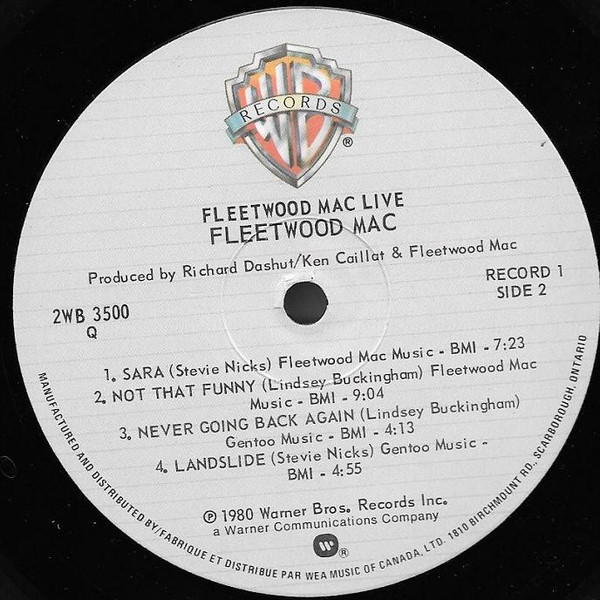 WB
RECORDS
®
FLEETWOOD MAC LIVE
FLEETWOOD MAC
Produced by Richard Dashut/Ken Caillat & Fleetwood Mac
RECORD 1
SIDE 2
2WB 3500
Q
1. SARA (Stevie Nicks) Fleetwood Mac Music - BMI - 7:23
2. NOT THAT FUNNY (Lindsey Buckingham) Fleetwood Mac
Music - BMI - 9:04
3. NEVER GOING BACK AGAIN (Lindsey Buckingham)
Gentoo Music - BMI - 4:13
4. LANDSLIDE (Stevie Nicks) Gentoo Music -
BMI - 4:55
℗ 1980 Warner Bros. Records Inc.
a Warner Communications Company
®
MANUFACTURED AND DISTRIBUTED BY/FABRIQUE ET DISTRIBUE PAR WEA MUSIC OF CANADA, LTD. 1810 BIRCHMOUNT RD., SCARBOROUGH, ONTARIO